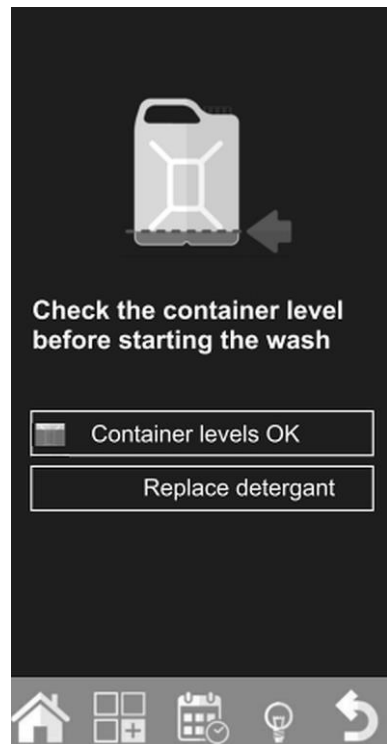 Check the container level
before starting the wash
Container levels OK
Replace detergant